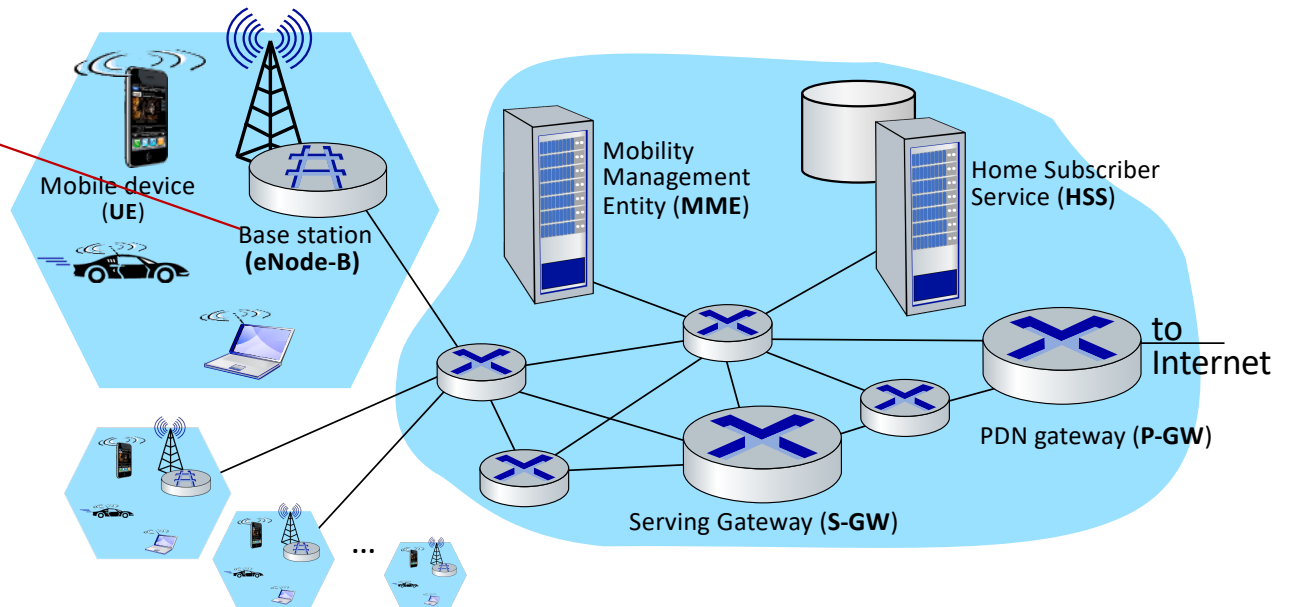 Mobile device
(UE)
Base station
(eNode-B)
Mobility
Management
Entity (MME)
Home Subscriber
Service (HSS)
to
Internet
PDN gateway (P-GW)
Serving Gateway (S-GW)
...